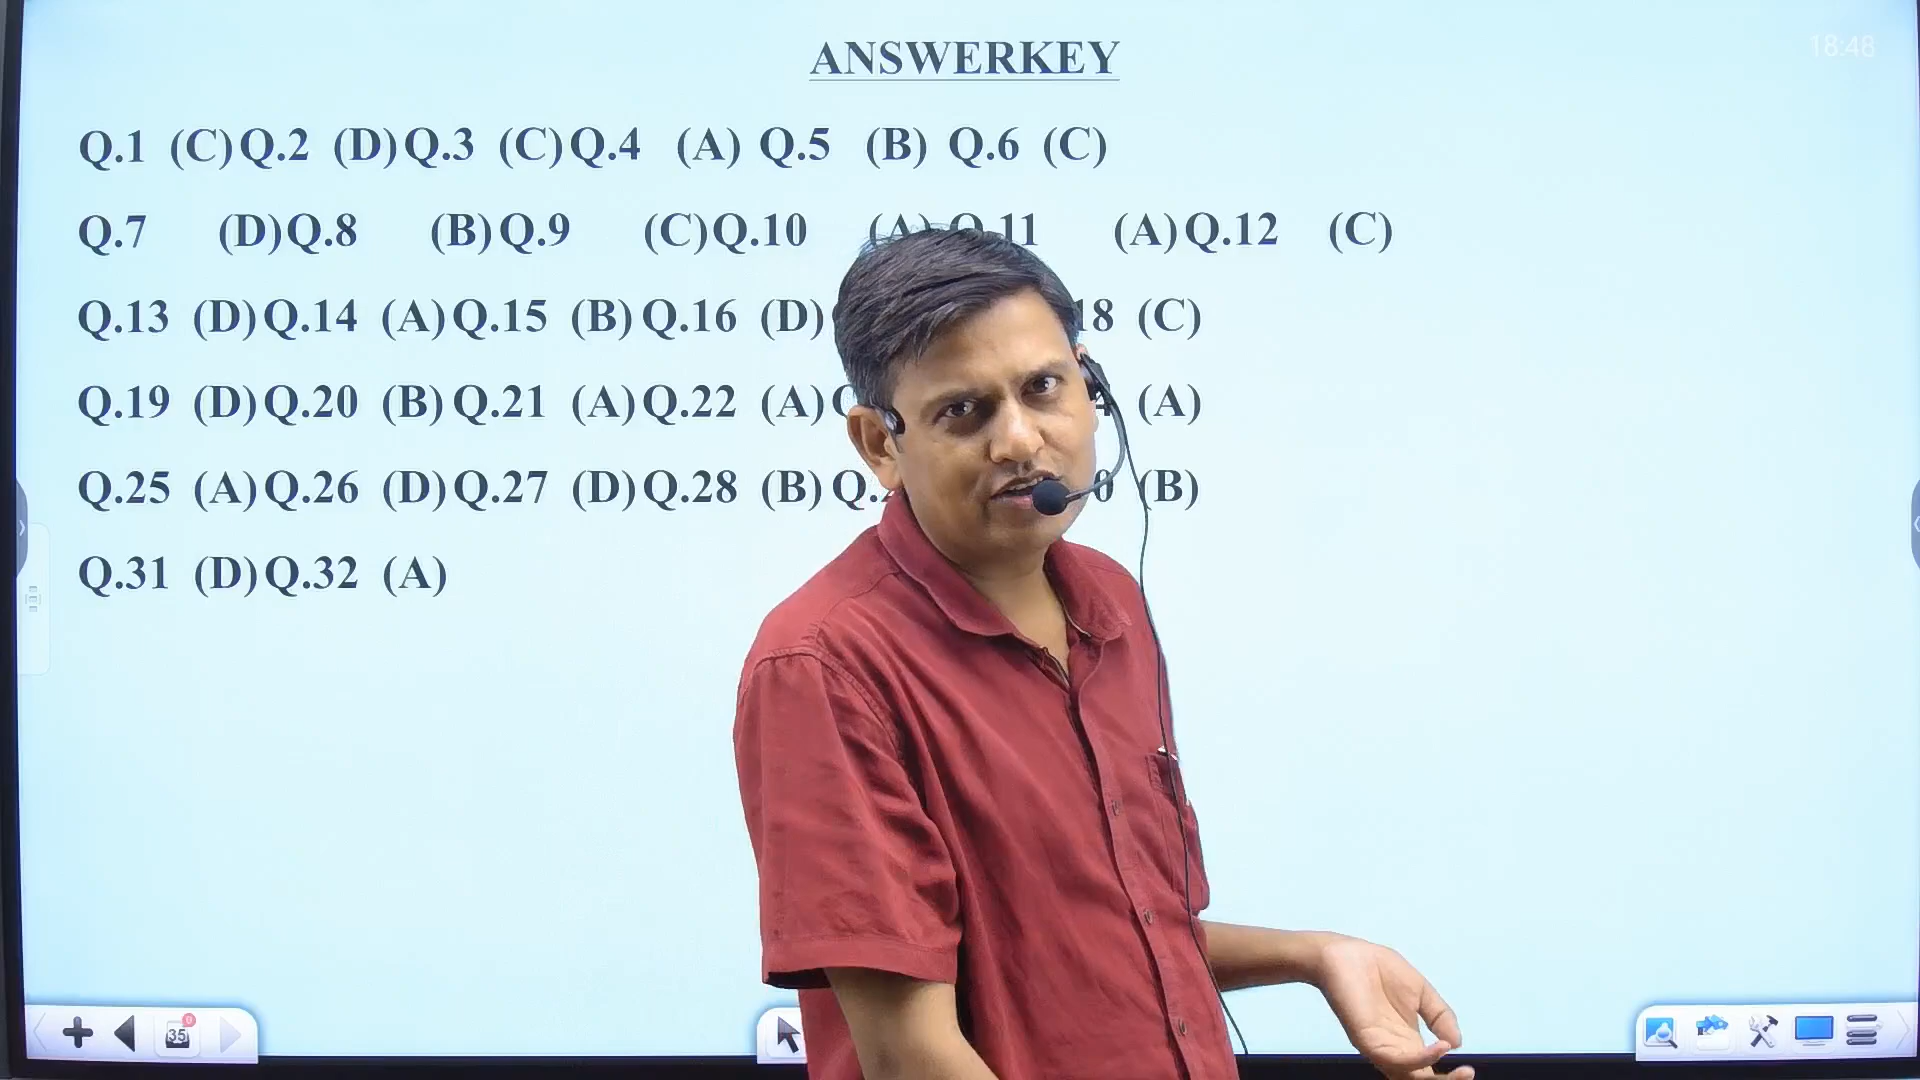 18:48
ANSWERKEY
Q.1 (C) Q.2 (D) Q.3 (C) Q.4 (A) Q.5 (B) Q.6 (C)
Q.7 (D) Q.8 (B) Q.9 (C) Q.10 (A) Q.11 (A) Q.12 (C)
Q.13 (D) Q.14 (A) Q.15 (B) Q.16 (D) 18 (C)
Q.19 (D) Q.20 (B) Q.21 (A) Q.22 (A) (A)
Q.25 (A) Q.26 (D) Q.27 (D) Q.28 (B) (B)
Q.31 (D) Q.32 (A)
35